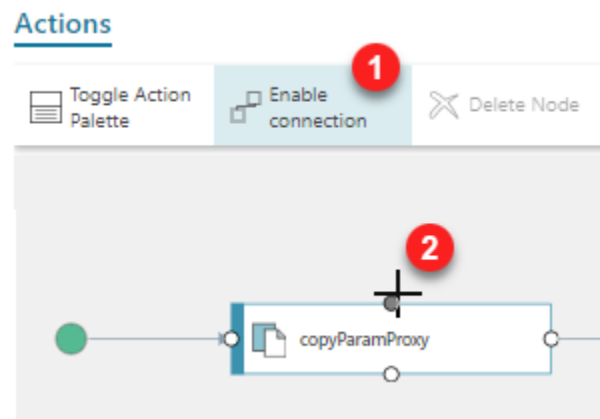 Actions
1
Toggle Action
Palette
Enable
connection
Delete Node
2
copyParamProxy